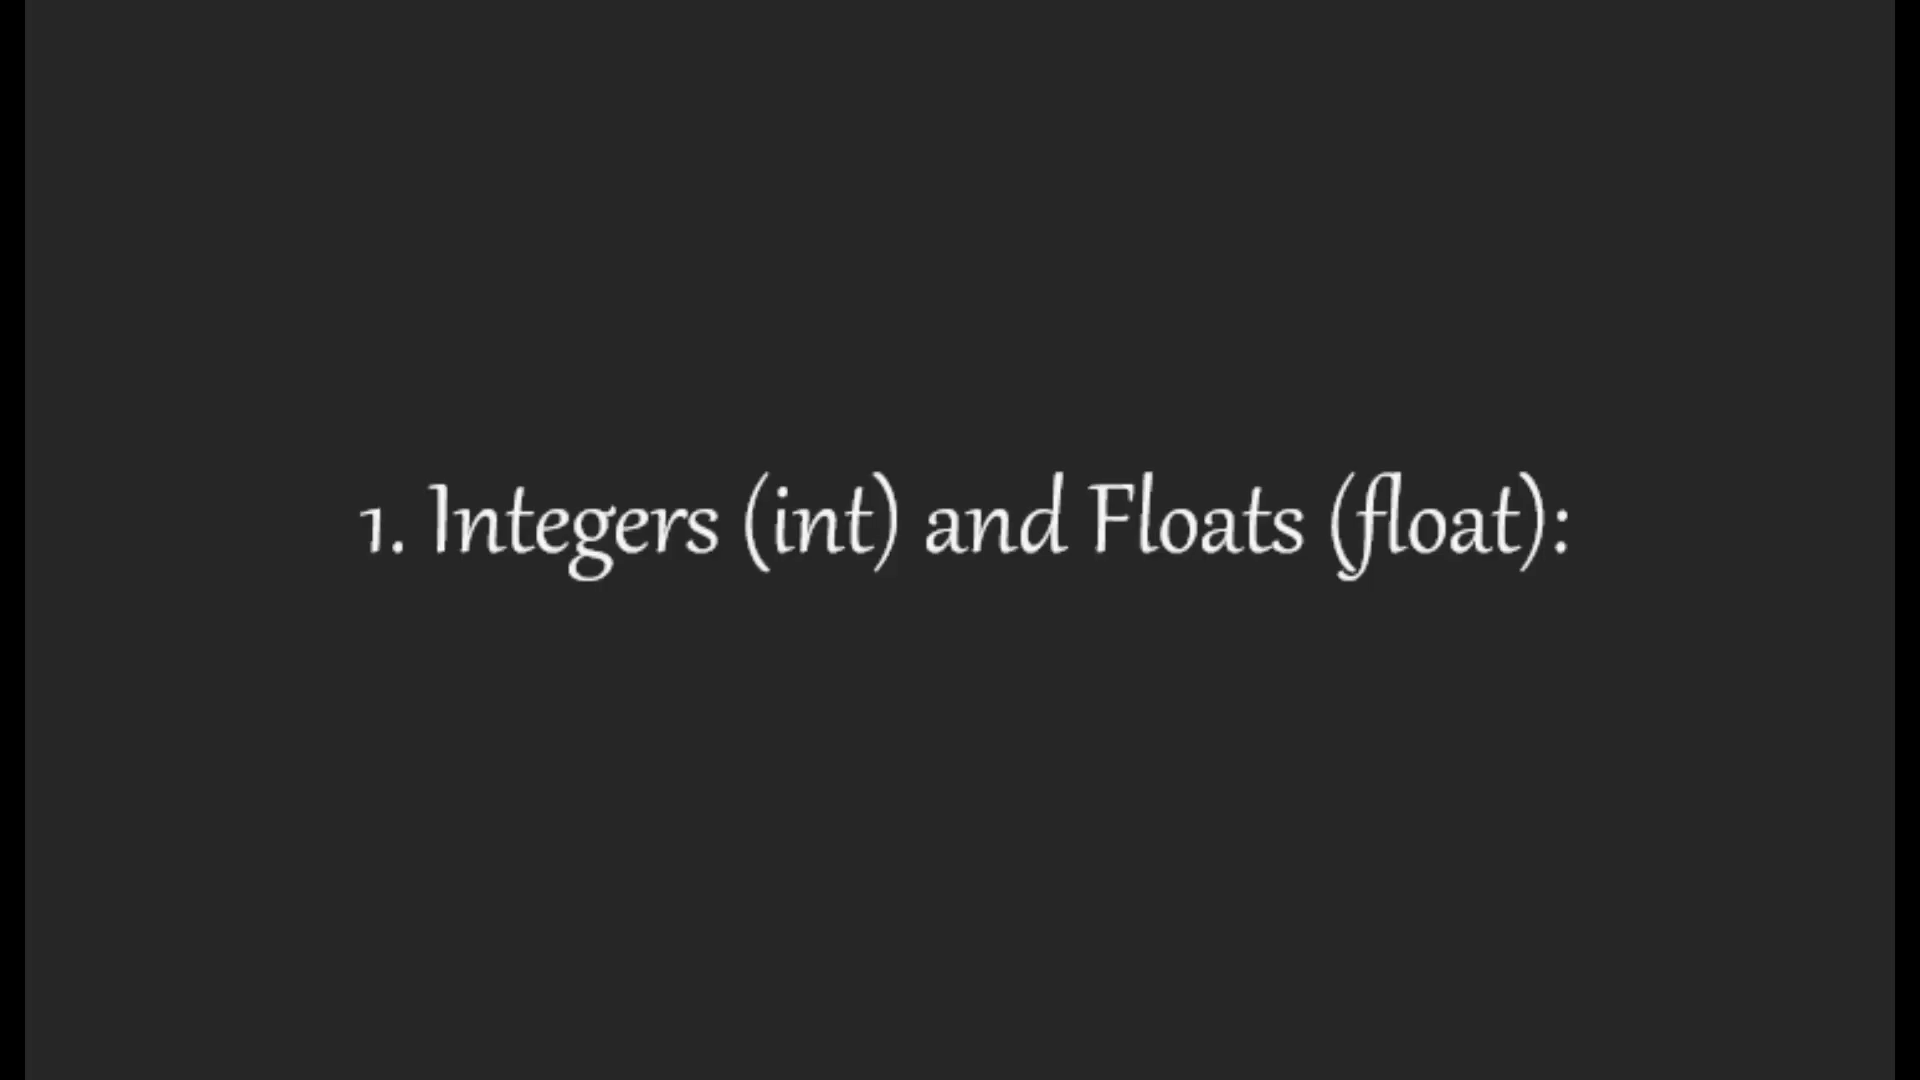 1. Integers (int) and Floats (float):